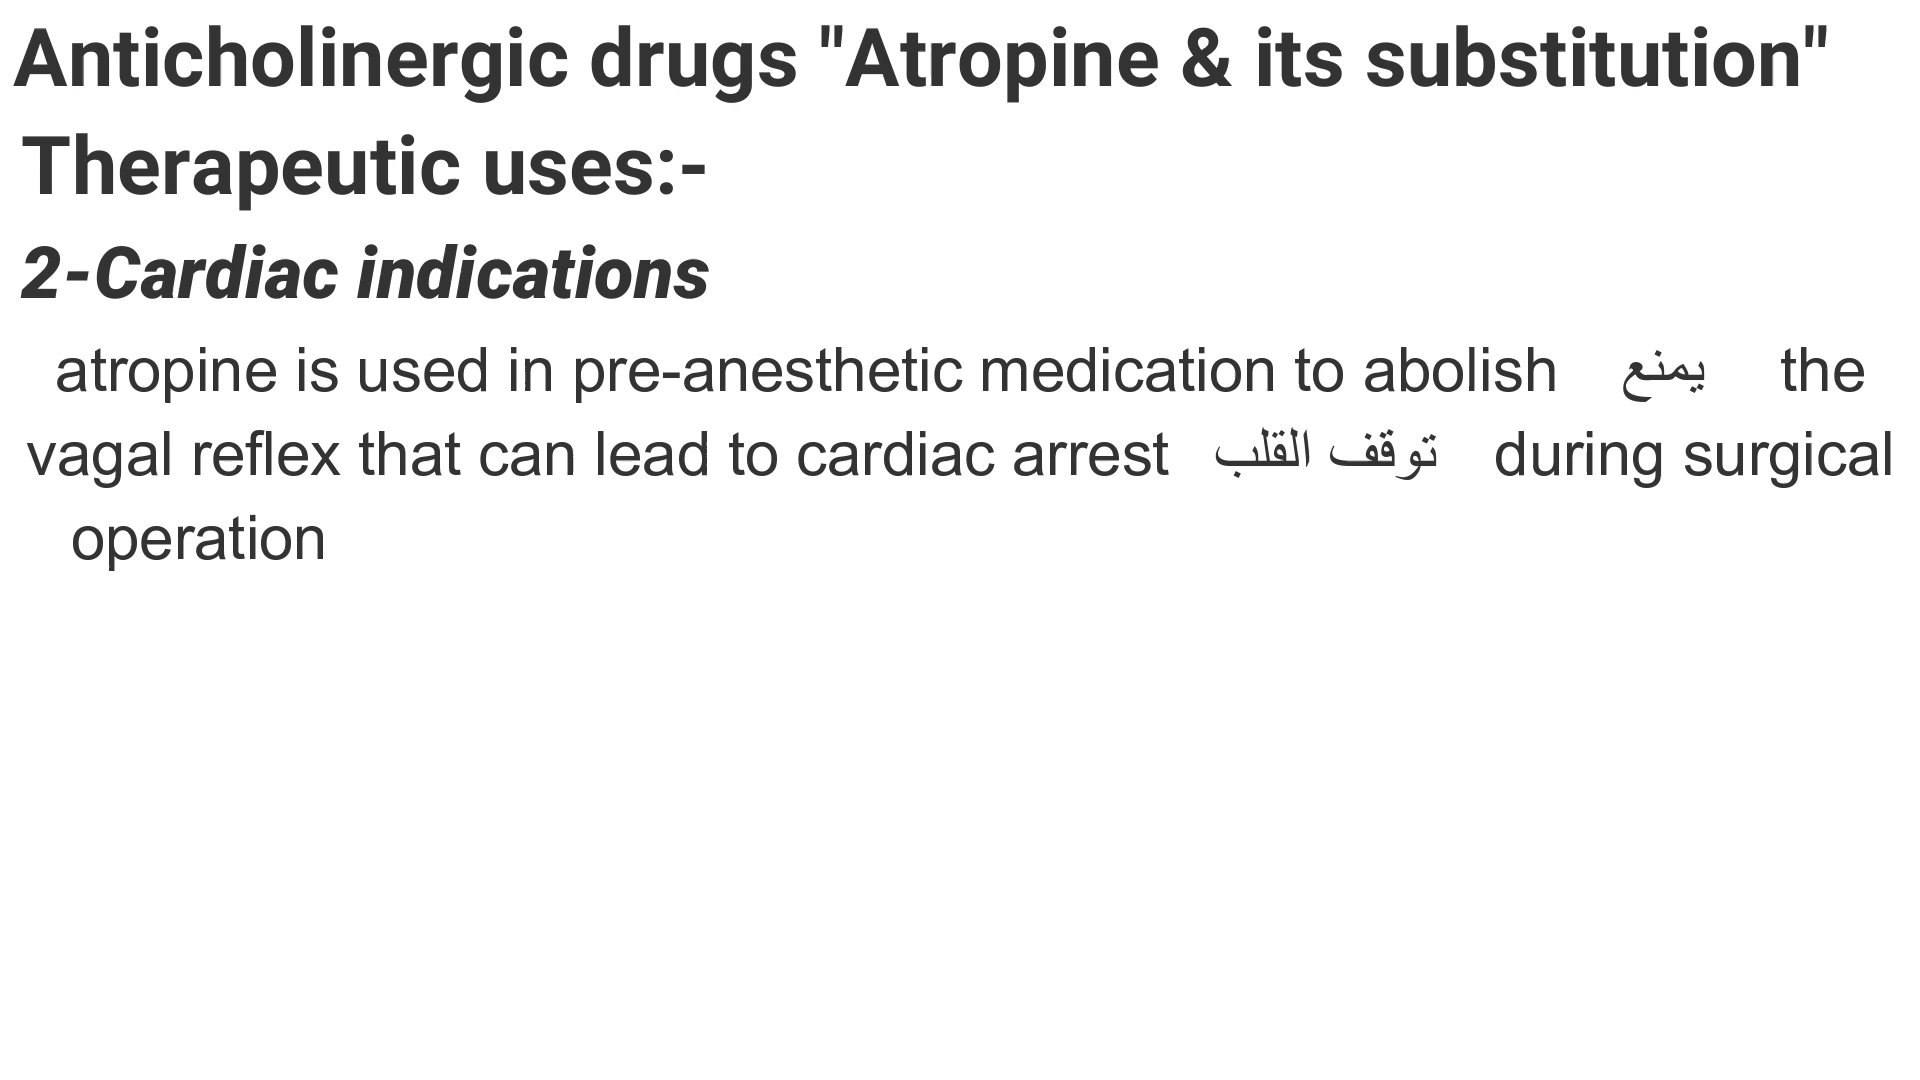 Anticholinergic drugs "Atropine & its substitution"
Therapeutic uses:-
2-Cardiac indications
atropine is used in pre-anesthetic medication to abolish يمنع the
vagal reflex that can lead to cardiac arrest توقف القلب during surgical
operation